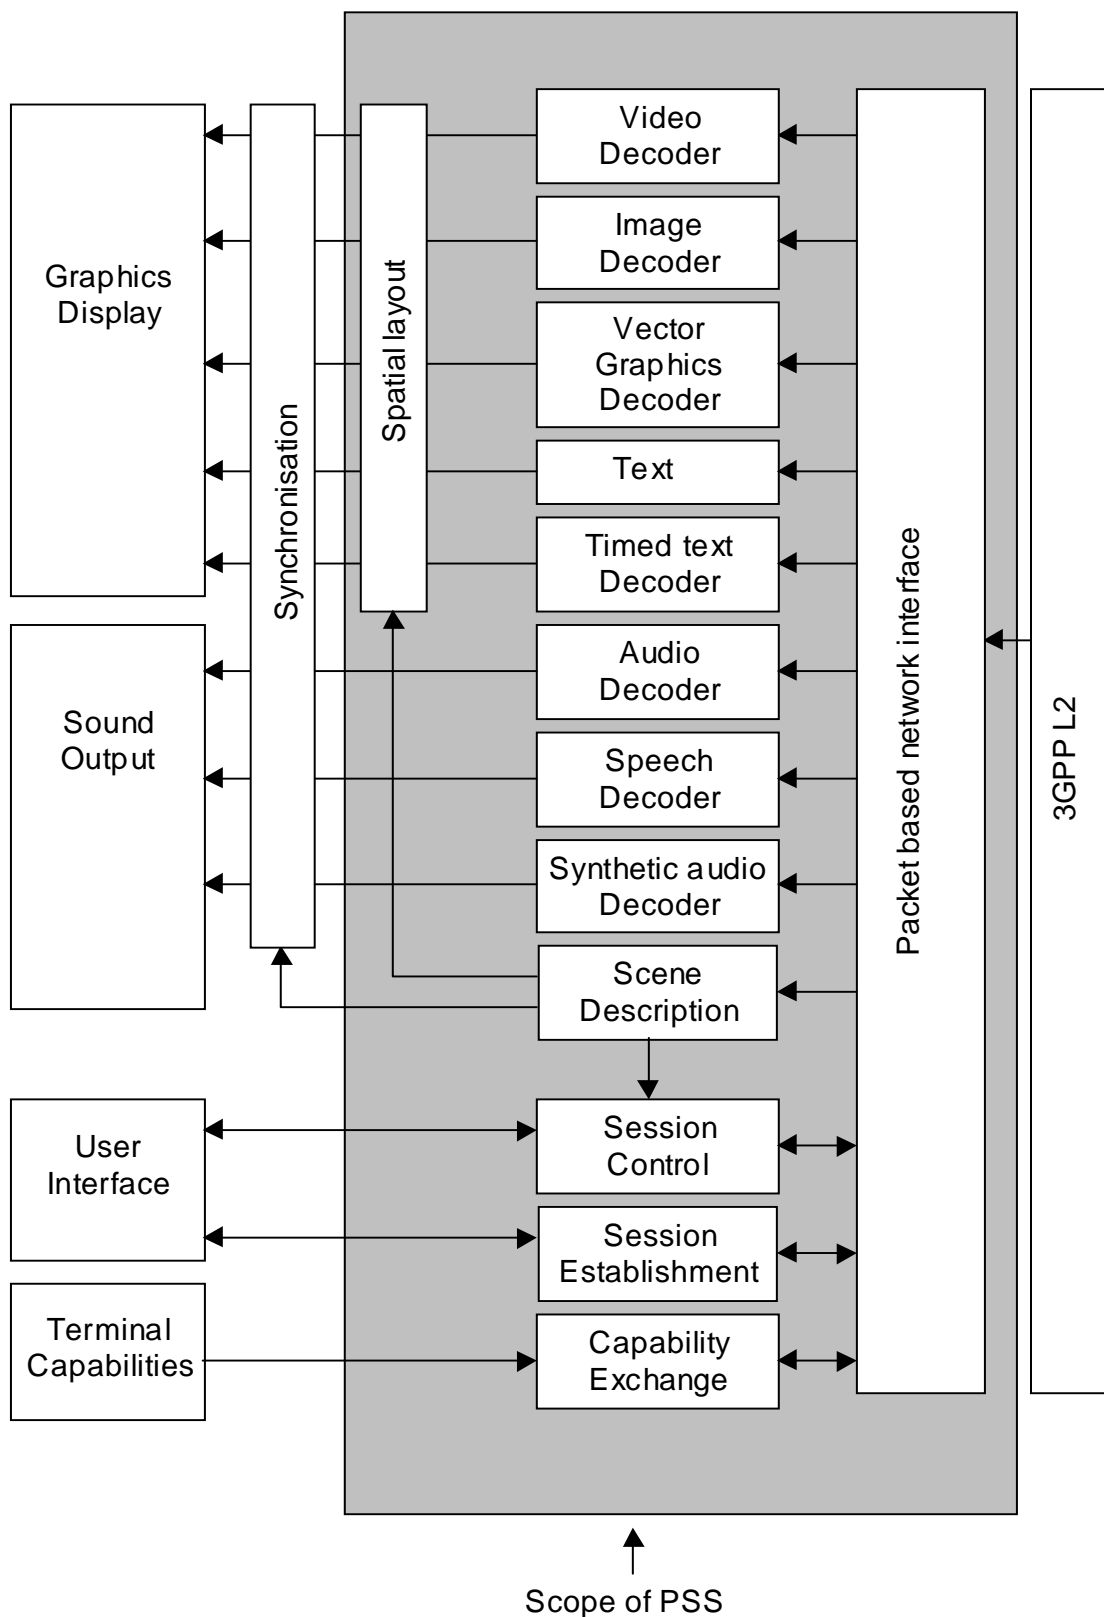 Graphics
Display
Sound
Output
User
Interface
Terminal
Capabilities
Synchronisation
Spatial layout
Video
Decoder
Image
Decoder
Vector
Graphics
Decoder
Text
Timed text
Decoder
Audio
Decoder
Speech
Decoder
Synthetic audio
Decoder
Scene
Description
Session
Control
Session
Establishment
Capability
Exchange
Packet based network interface
3GPP L2
Scope of PSS